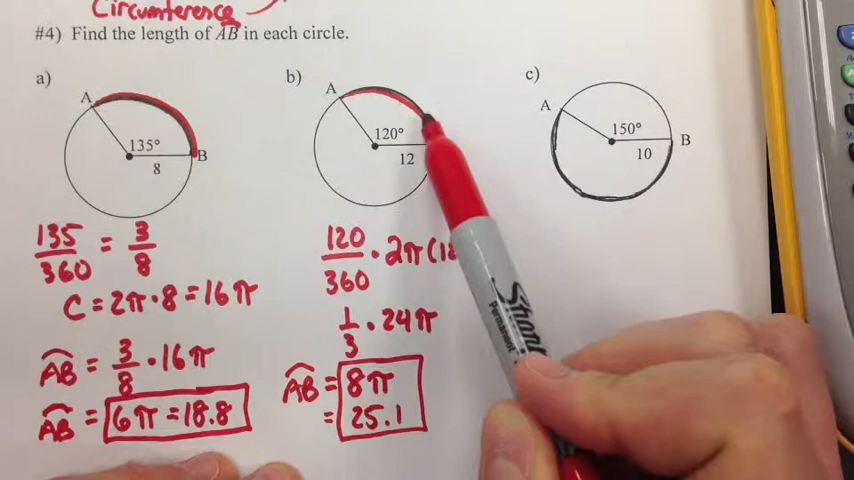 Circumference
#4) Find the length of AB in each circle.
a)
A
135°
8
B
135/360 = 3/8
C = 2π·8 = 16π
AB = 3/8 · 16π
AB = 6π = 18.8
b)
A
120°
12
120/360 · 2π(
1/3 · 24π
AB = 8π
= 25.1
c)
A
150°
10
B
Sharpie
Permanent